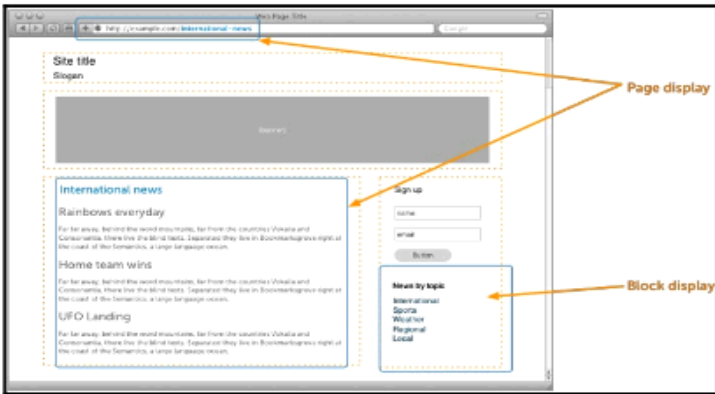 Web Page Title
http://example.com/international-news
Google
Site title
Slogan
Page display
(banner)
International news
Rainbows everyday
Far far away, behind the word mountains, far from the countries Vokalia and
Consonantia, there live the blind texts. Separated they live in Bookmarksgrove right at
the coast of the Semantics, a large language ocean.
Home team wins
Far far away, behind the word mountains, far from the countries Vokalia and
Consonantia, there live the blind texts. Separated they live in Bookmarksgrove right at
the coast of the Semantics, a large language ocean.
UFO Landing
Far far away, behind the word mountains, far from the countries Vokalia and
Consonantia, there live the blind texts. Separated they live in Bookmarksgrove right at
the coast of the Semantics, a large language ocean.
Sign up
name
email
Button
News by topic
International
Sports
Weather
Regional
Local
Block display